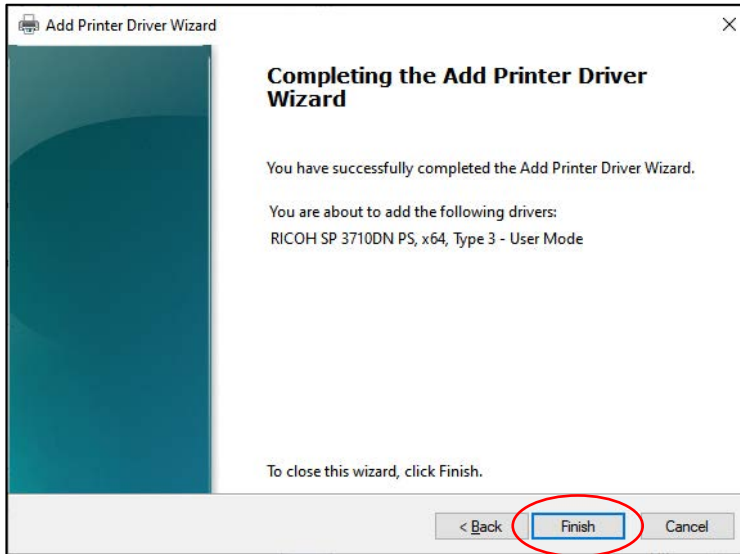 Add Printer Driver Wizard
Completing the Add Printer Driver
Wizard
You have successfully completed the Add Printer Driver Wizard.
You are about to add the following drivers:
RICOH SP 3710DN PS, x64, Type 3 - User Mode
To close this wizard, click Finish.
< Back Finish Cancel